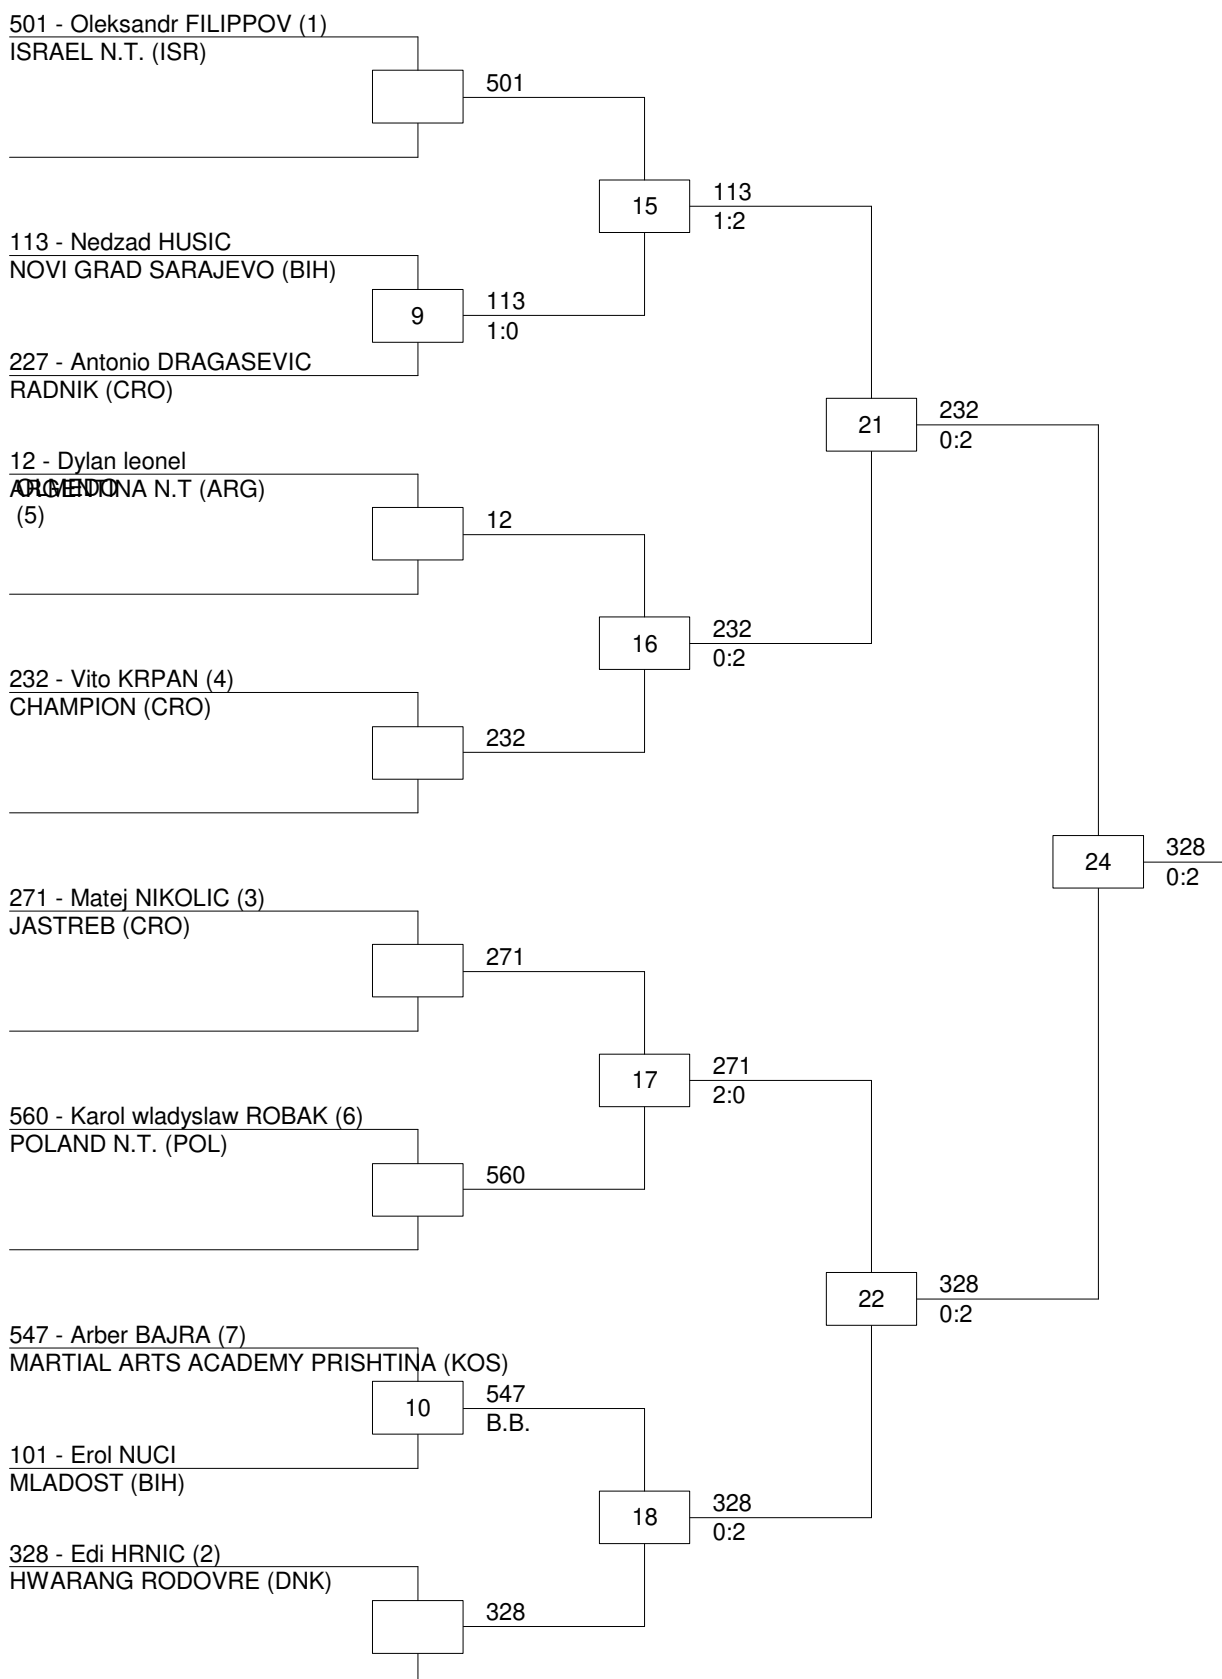 501 - Oleksandr FILIPPOV (1)
ISRAEL N.T. (ISR)
501
15
113
1:2
113 - Nedzad HUSIC
NOVI GRAD SARAJEVO (BIH)
9
113
1:0
227 - Antonio DRAGASEVIC
RADNIK (CRO)
21
232
0:2
12 - Dylan leonel
OLMEDO
ARGENTINA N.T (ARG)
(5)
12
16
232
0:2
232 - Vito KRPAN (4)
CHAMPION (CRO)
232
24
328
0:2
271 - Matej NIKOLIC (3)
JASTREB (CRO)
271
17
271
2:0
560 - Karol wladyslaw ROBAK (6)
POLAND N.T. (POL)
560
22
328
0:2
547 - Arber BAJRA (7)
MARTIAL ARTS ACADEMY PRISHTINA (KOS)
10
547
B.B.
101 - Erol NUCI
MLADOST (BIH)
18
328
0:2
328 - Edi HRNIC (2)
HWARANG RODOVRE (DNK)
328